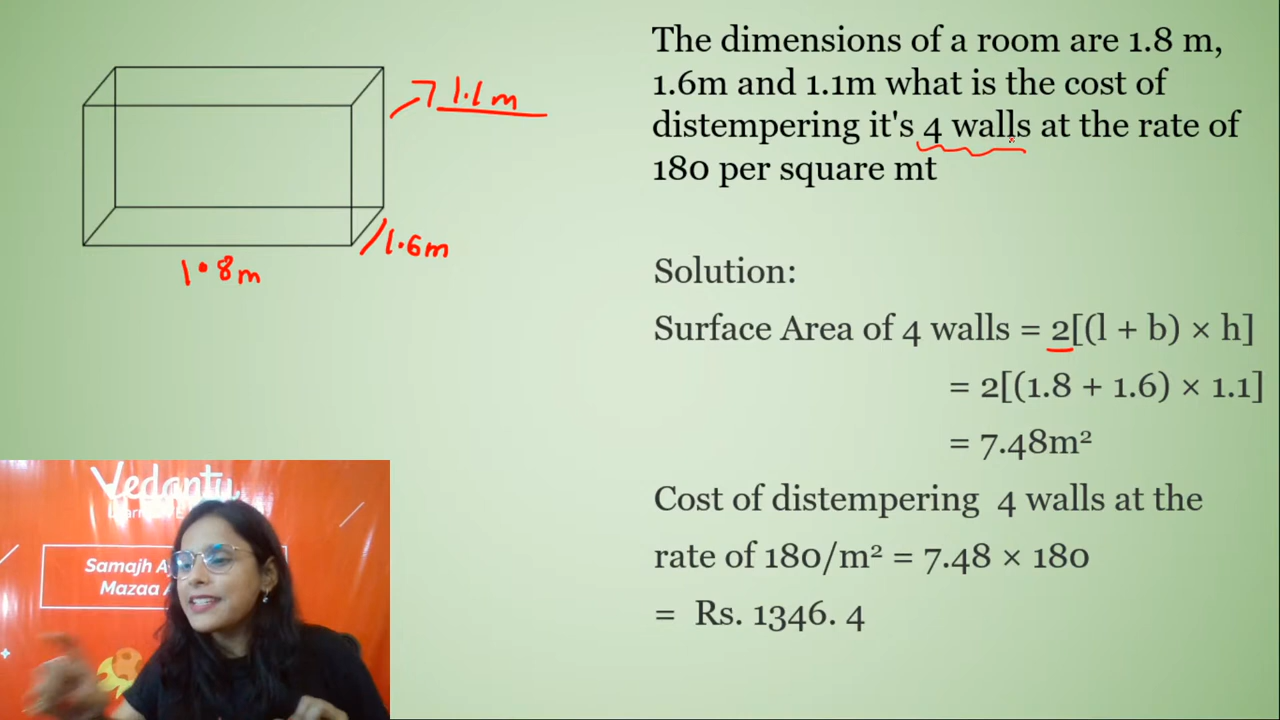 The dimensions of a room are 1.8 m,
1.6m and 1.1m what is the cost of
distempering it's 4 walls at the rate of
180 per square mt
1.1m
1.6m
1.8m
Solution:
Surface Area of 4 walls = 2[(l + b) × h]
= 2[(1.8 + 1.6) × 1.1]
= 7.48m²
Cost of distempering 4 walls at the
rate of 180/m² = 7.48 × 180
= Rs. 1346. 4
Vedantu
Samajh
Mazaa